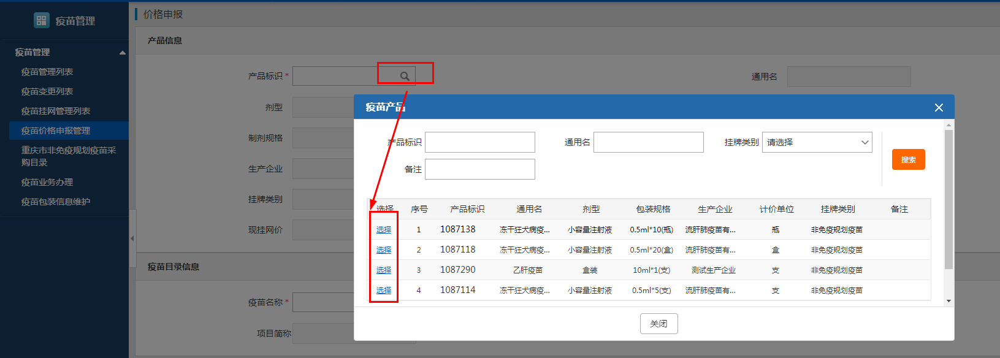 疫苗管理
疫苗管理
疫苗管理列表
疫苗变更列表
疫苗挂网管理列表
疫苗价格申报管理
重庆市非免疫规划疫苗采
购目录
疫苗业务办理
疫苗包装信息维护
价格申报
产品信息
产品标识 *
通用名
剂型
制剂规格
生产企业
挂牌类别
现挂网价
疫苗目录信息
疫苗名称 *
项目简称
疫苗产品
产品标识 通用名 挂牌类别 请选择
备注
搜索
选择 序号 产品标识 通用名 剂型 包装规格 生产企业 计价单位 挂牌类别 备注
选择 1 1087138 冻干狂犬病疫... 小容量注射液 0.5ml*10(瓶) 流肝肺疫苗有... 瓶 非免疫规划疫苗
选择 2 1087118 冻干狂犬病疫... 小容量注射液 0.5ml*20(盒) 流肝肺疫苗有... 盒 非免疫规划疫苗
选择 3 1087290 乙肝疫苗 盒装 10ml*1(支) 测试生产企业 支 非免疫规划疫苗
选择 4 1087114 冻干狂犬病疫... 小容量注射液 0.5ml*5(支) 流肝肺疫苗有... 支 非免疫规划疫苗
关闭